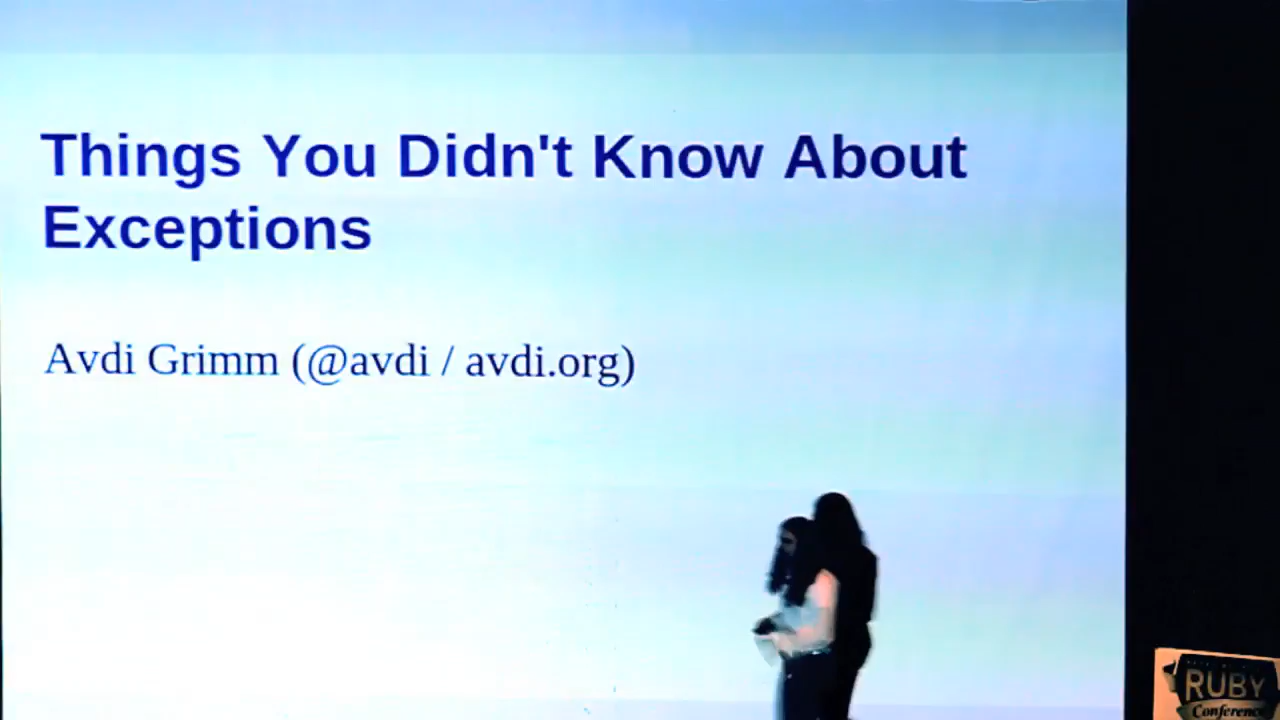 Things You Didn't Know About
Exceptions
Avdi Grimm (@avdi / avdi.org)
RUBY
Conference